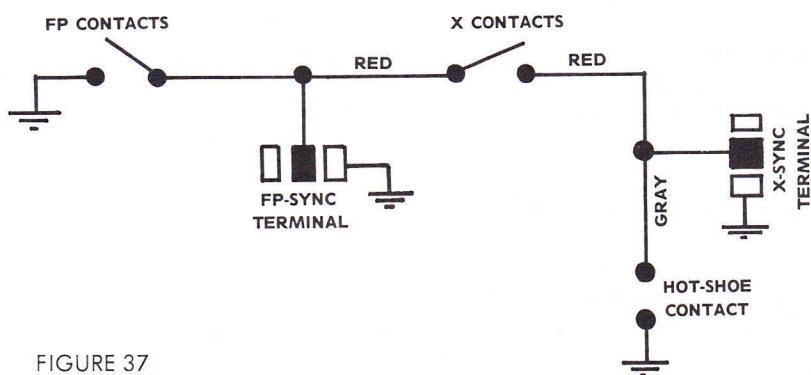 FP CONTACTS
X CONTACTS
RED
RED
FP-SYNC
TERMINAL
X-SYNC
TERMINAL
GRAY
HOT-SHOE
CONTACT
FIGURE 37